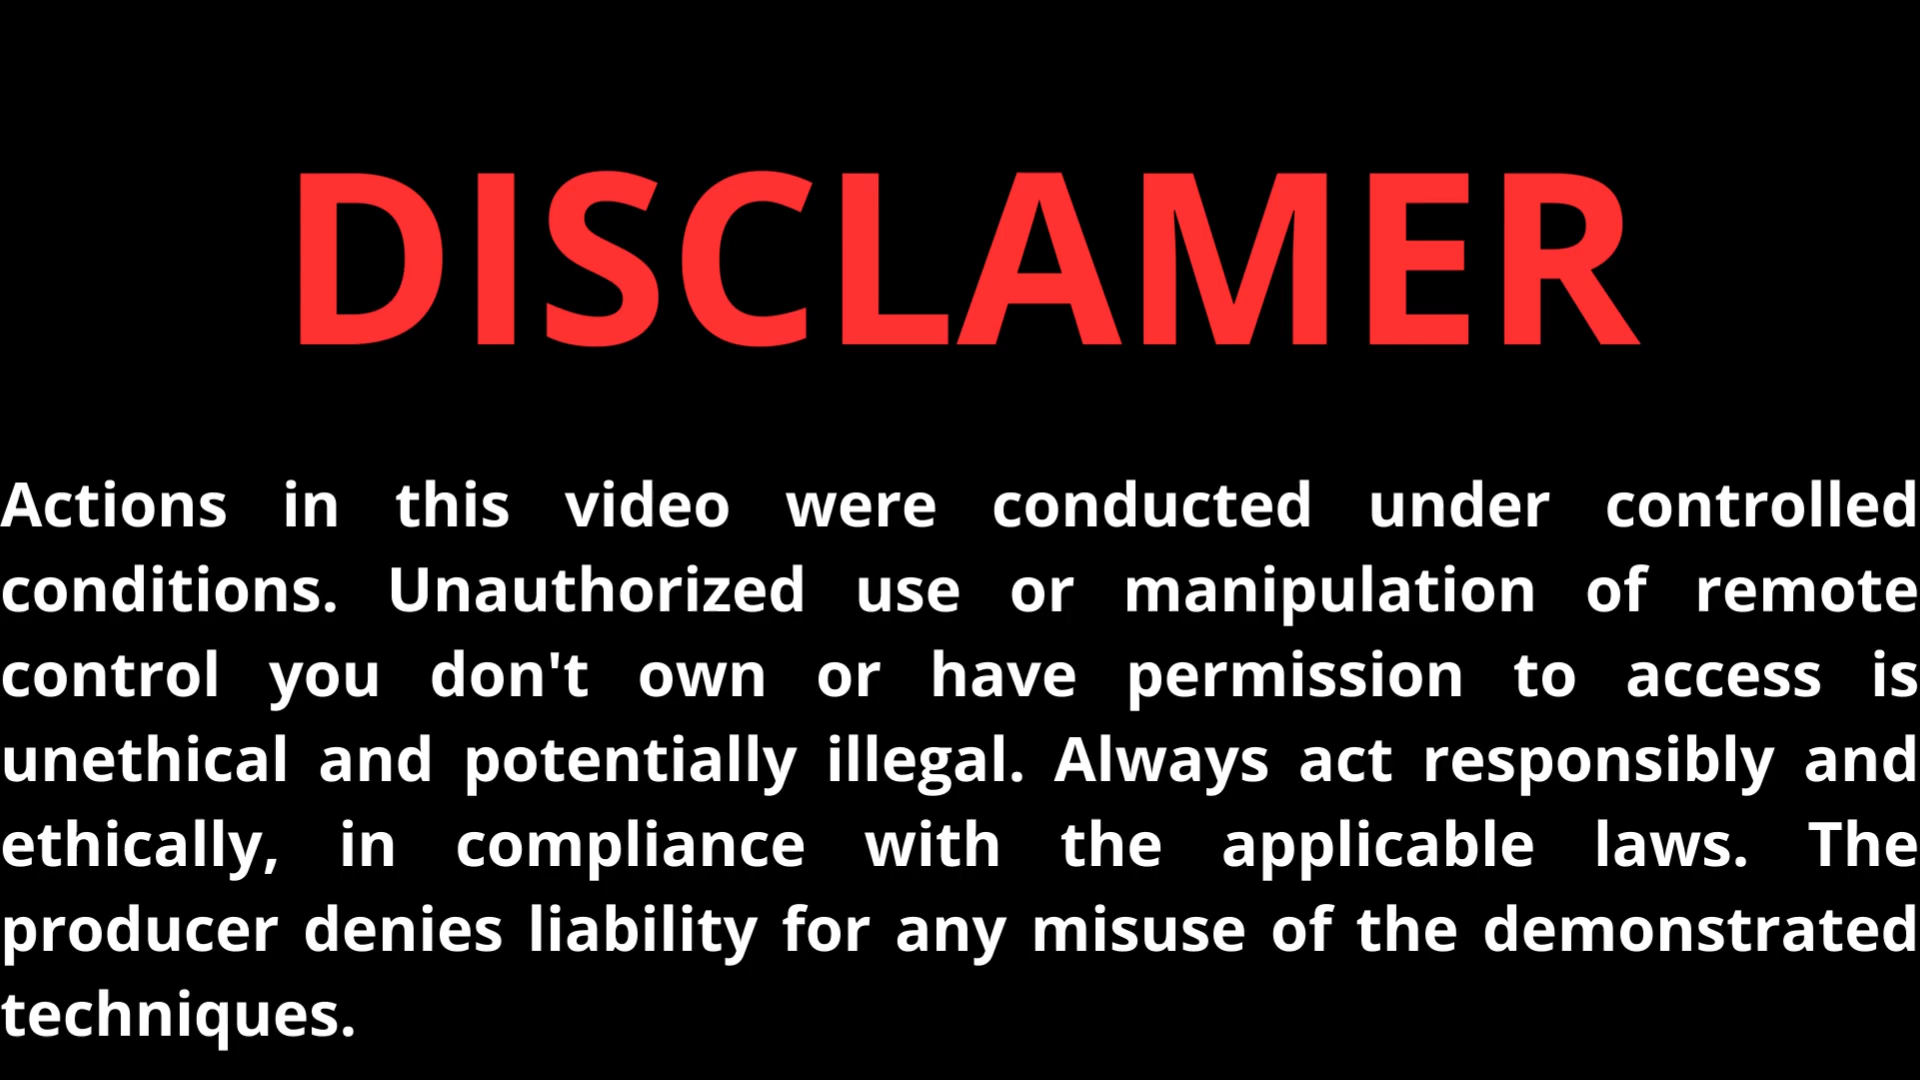 DISCLAMER
Actions in this video were conducted under controlled
conditions. Unauthorized use or manipulation of remote
control you don't own or have permission to access is
unethical and potentially illegal. Always act responsibly and
ethically, in compliance with the applicable laws. The
producer denies liability for any misuse of the demonstrated
techniques.